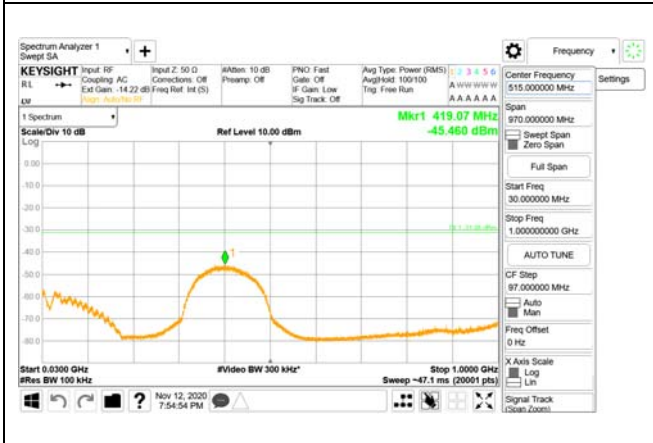 Spectrum Analyzer 1
Swept SA
+
Frequency
KEYSIGHT
Input: RF
Coupling: AC
Ext Gain: -14.22 dB
Align: Auto/No RF
Input Z: 50 Ω
Corrections: Off
Freq Ref: Int (S)
#Atten: 10 dB
Preamp: Off
PNO: Fast
Gate: Off
IF Gain: Low
Sig Track: Off
Avg Type: Power (RMS)
Avg|Hold: 100/100
Trig: Free Run
1 2 3 4 5 6
A W W W W W
A A A A A A
RL
1 Spectrum
Scale/Div 10 dB
Ref Level 10.00 dBm
Mkr1 419.07 MHz
-45.460 dBm
Log
0.00
-10.0
-20.0
-30.0
-40.0
-50.0
-60.0
-70.0
-80.0
1
Start 0.0300 GHz
#Res BW 100 kHz
#Video BW 300 kHz*
Stop 1.0000 GHz
Sweep ~47.1 ms (20001 pts)
Nov 12, 2020
7:54:54 PM
?
Center Frequency
515.000000 MHz
Settings
Span
970.000000 MHz
Swept Span
Zero Span
Full Span
Start Freq
30.000000 MHz
Stop Freq
1.000000000 GHz
AUTO TUNE
CF Step
97.000000 MHz
Auto
Man
Freq Offset
0 Hz
X Axis Scale
Log
Lin
Signal Track
(Span Zoom)